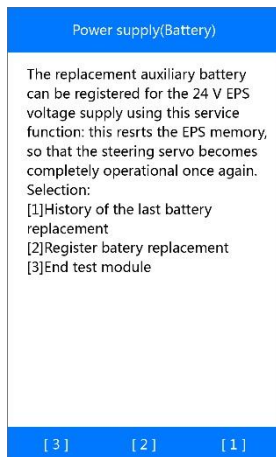 Power supply(Battery)
The replacement auxiliary battery
can be registered for the 24 V EPS
voltage supply using this service
function: this resrts the EPS memory,
so that the steering servo becomes
completely operational once again.
Selection:
[1]History of the last battery
replacement
[2]Register batery replacement
[3]End test module
[ 3 ] [ 2 ] [ 1 ]